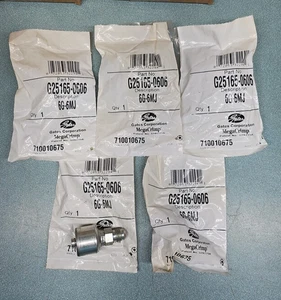 Part No
G25165-0606
Description
6G-6MJ
Qty 1
Gates Corporation
MegaCrimp
710010675
Part No
G25165-0606
Description
6G-6MJ
Qty 1
Gates Corporation
MegaCrimp
710010675
Part No
G25165-0606
Description
6G-6MJ
Qty 1
Gates Corporation
MegaCrimp
710010675
G25165-0606
Description
6G-6MJ
Qty 1
Gates Corporation
MegaCrimp
Part No
G25165-0606
Description
6G-6MJ
Qty 1
Gates Corporation
MegaCrimp